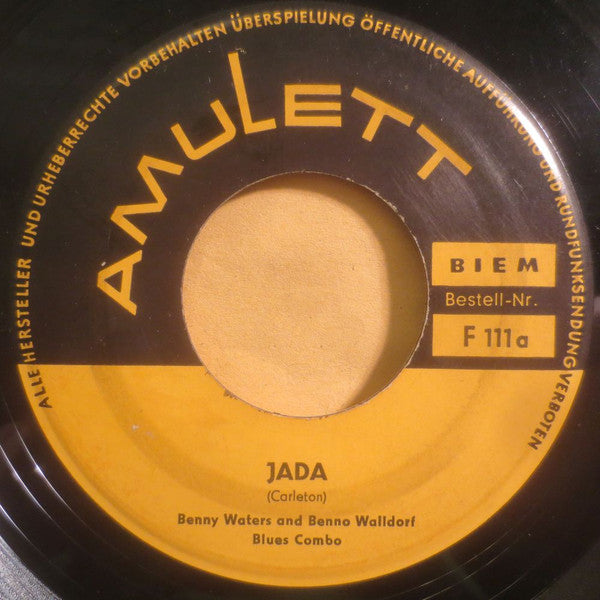 ALLE HERSTELLER UND URHEBERRECHTE VORBEHALTEN ÜBERSPIELUNG ÖFFENTLICHE AUFFÜHRUNG UND RUNDFUNKSENDUNG VERBOTEN
AMULETT
BIEM
Bestell-Nr.
F 111a
JADA
(Carleton)
Benny Waters and Benno Walldorf
Blues Combo